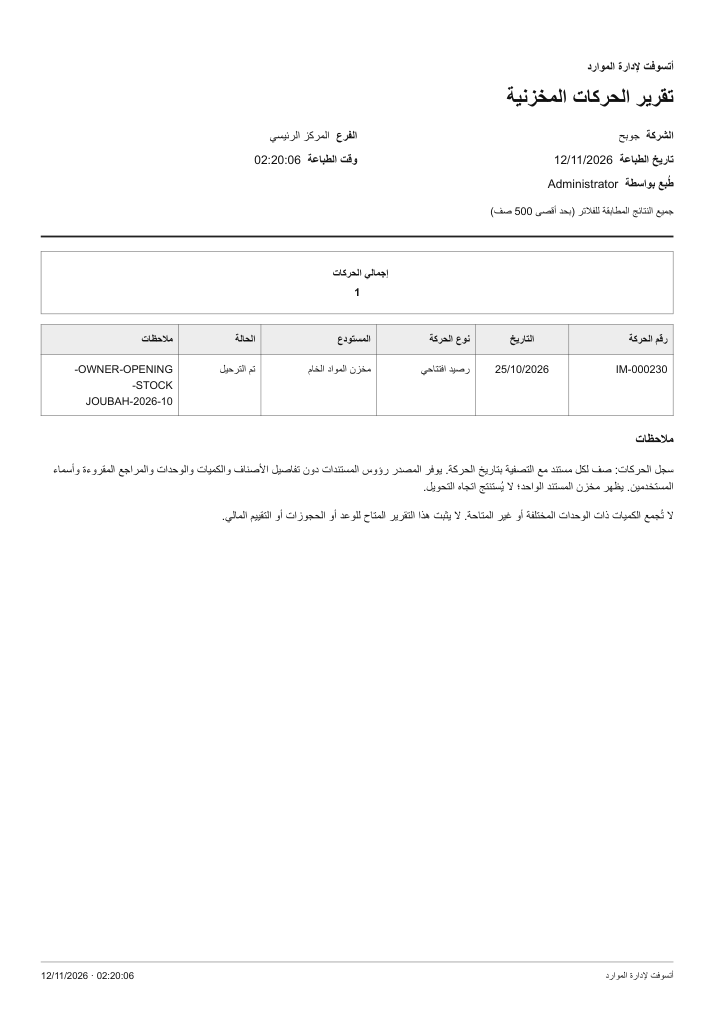 أتسوفت لإدارة الموارد
تقرير الحركات المخزنية
الشركة جوبح
الفرع المركز الرئيسي
تاريخ الطباعة 12/11/2026
وقت الطباعة 02:20:06
طُبع بواسطة Administrator
جميع النتائج المطابقة للفلاتر (بحد أقصى 500 صف)
إجمالي الحركات
1
رقم الحركة التاريخ نوع الحركة المستودع الحالة ملاحظات
IM-000230 25/10/2026 رصيد افتتاحي مخزن المواد الخام تم الترحيل OWNER-OPENING-
STOCK-
JOUBAH-2026-10
ملاحظات
سجل الحركات: صف لكل مستند مع التصفية بتاريخ الحركة. يوفر المصدر رؤوس المستندات دون تفاصيل الأصناف والكميات والوحدات والمراجع المقروءة وأسماء
المستخدمين. يظهر مخزن المستند الواحد؛ لا يُستنتج اتجاه التحويل.
لا تُجمع الكميات ذات الوحدات المختلفة أو غير المتاحة. لا يثبت هذا التقرير المتاح للوعد أو الحجوزات أو التقييم المالي.
أتسوفت لإدارة الموارد
12/11/2026 · 02:20:06